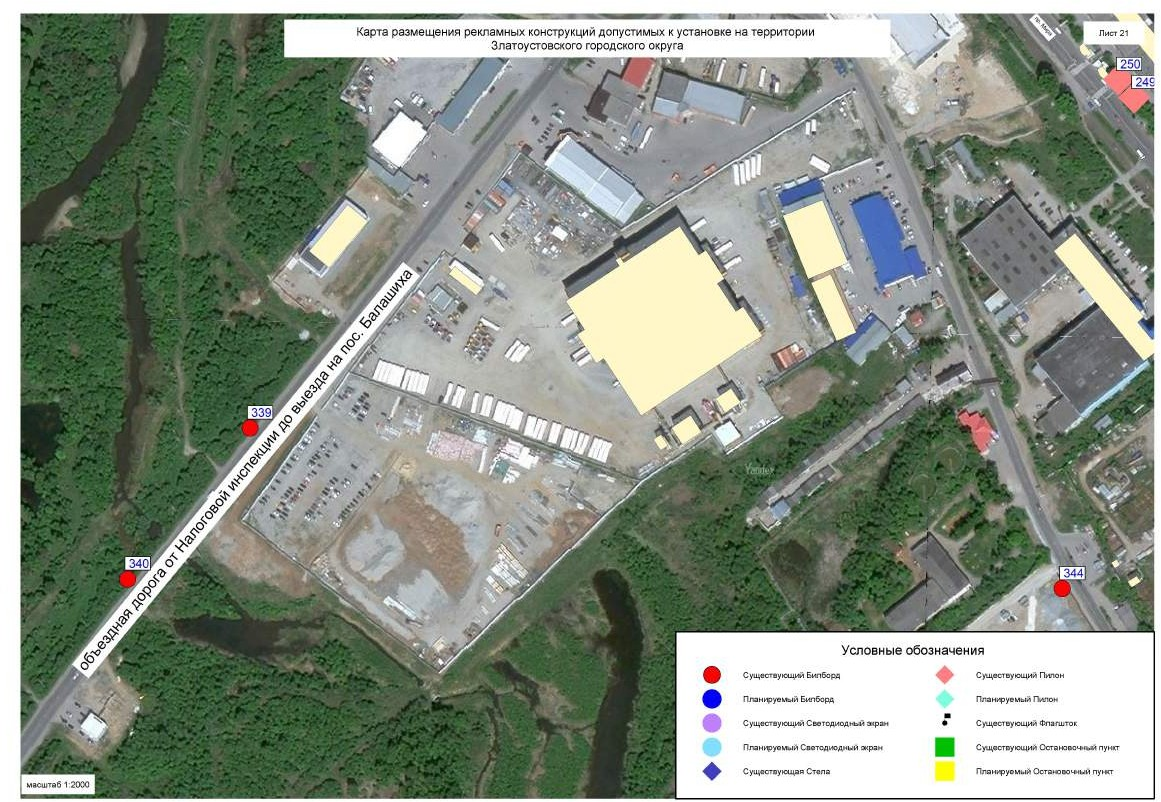 Карта размещения рекламных конструкций допустимых к установке на территории
Златоустовского городского округа
пр. Мира
Лист 21
250
249
объездная дорога от Налоговой инспекции до выезда на пос. Балашиха
339
340
Yandex
344
Условные обозначения
Существующий Билборд
Планируемый Билборд
Существующий Светодиодный экран
Планируемый Светодиодный экран
Существующая Стела
Существующий Пилон
Планируемый Пилон
Существующий Флагшток
Существующий Остановочный пункт
Планируемый Остановочный пункт
масштаб 1:2000